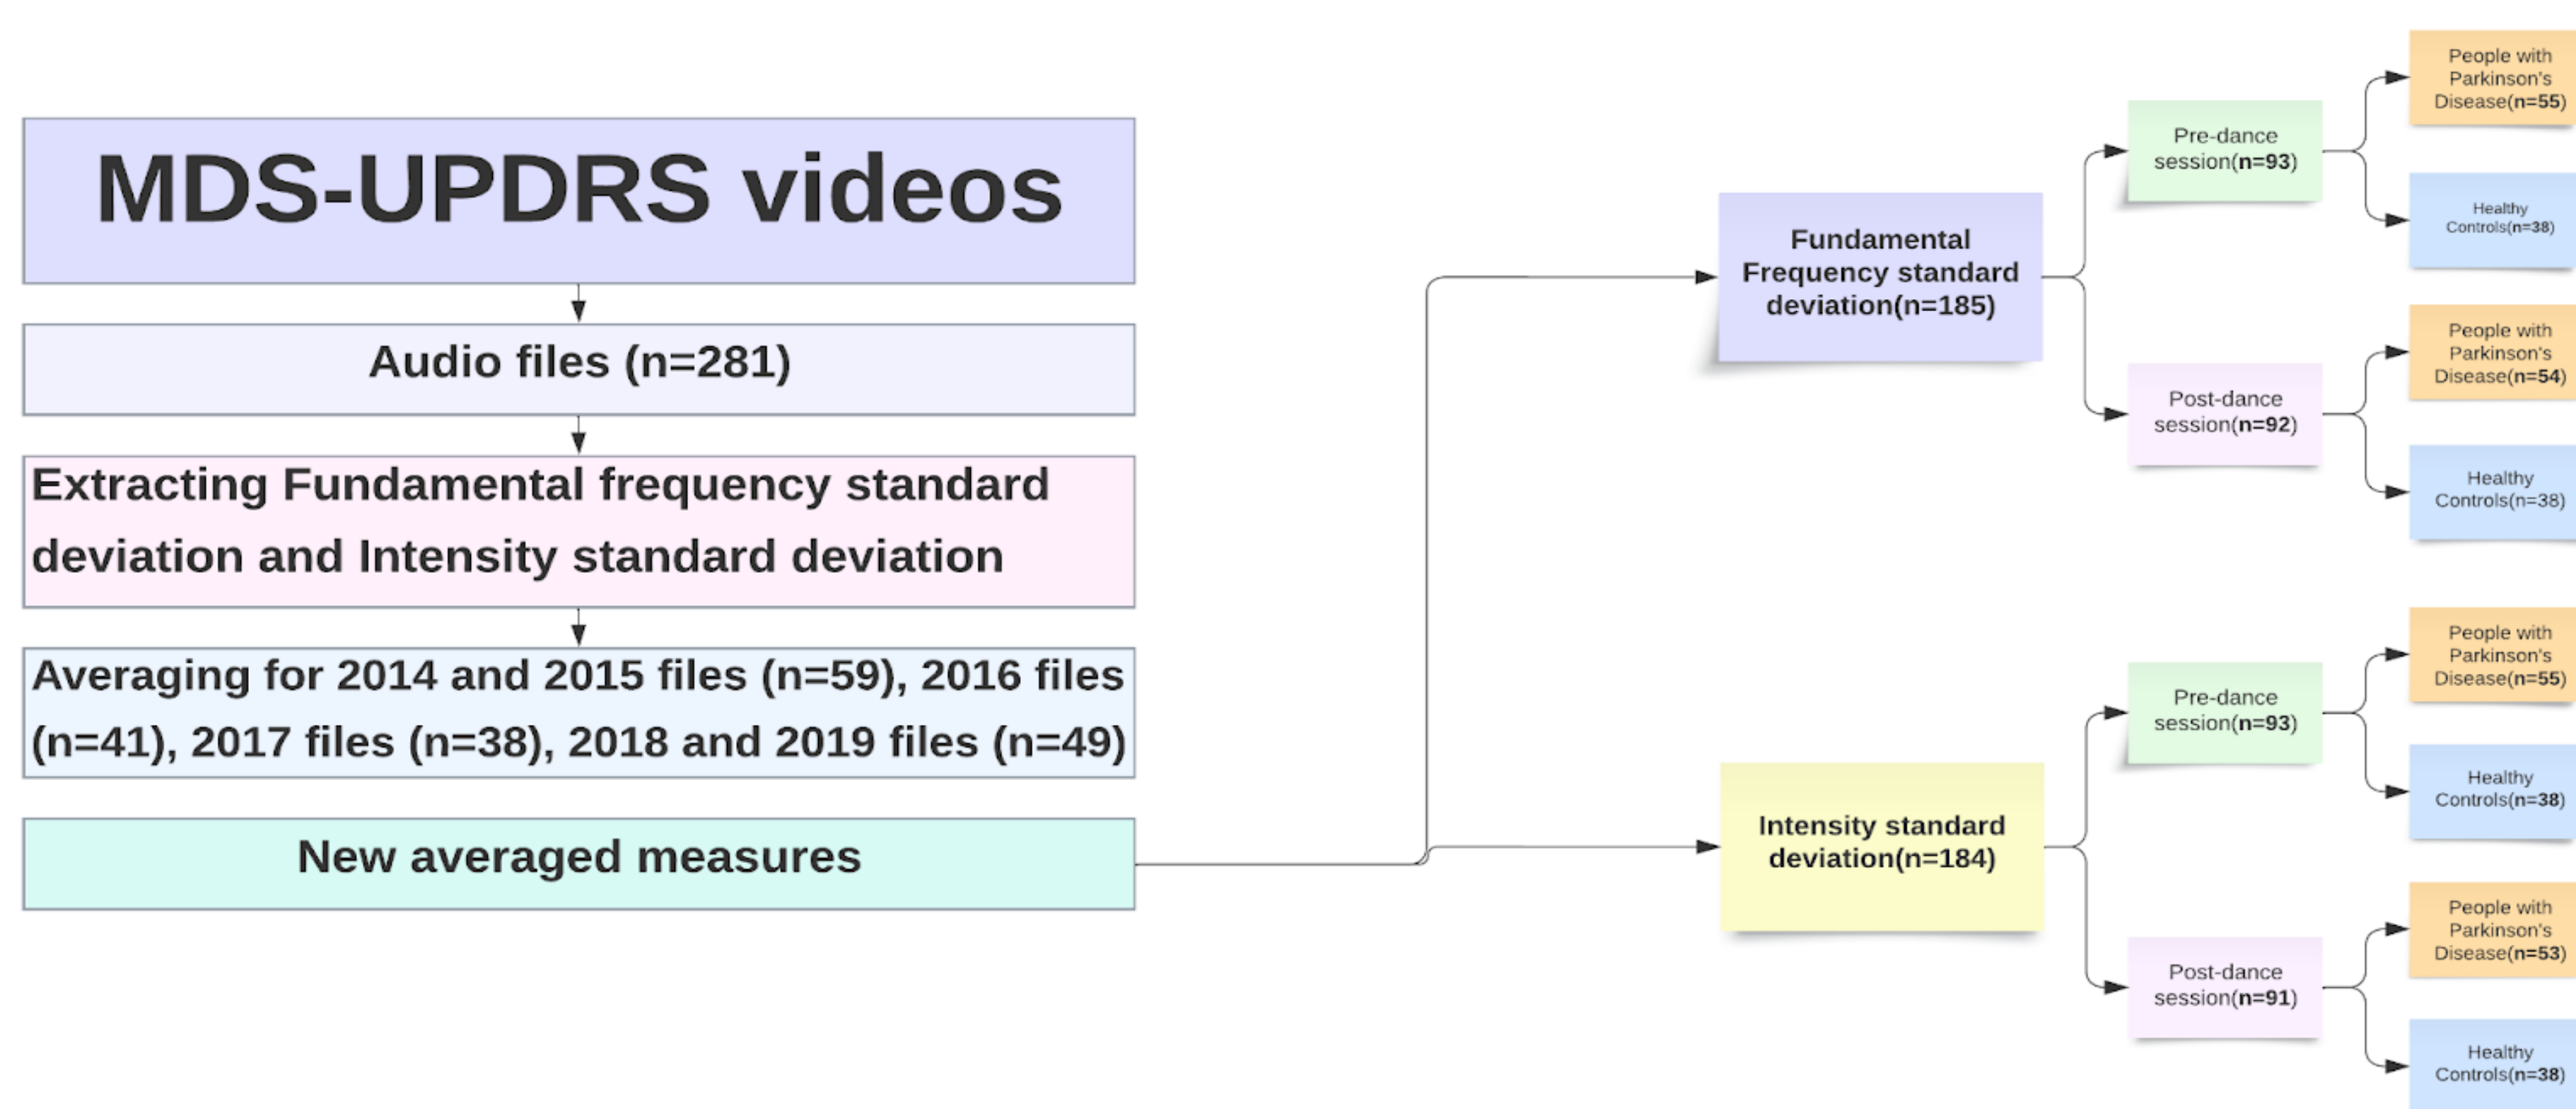 MDS-UPDRS videos
Audio files (n=281)
Extracting Fundamental frequency standard
deviation and Intensity standard deviation
Averaging for 2014 and 2015 files (n=59), 2016 files
(n=41), 2017 files (n=38), 2018 and 2019 files (n=49)
New averaged measures
Fundamental
Frequency standard
deviation(n=185)
Pre-dance
session(n=93)
People with
Parkinson's
Disease(n=55)
Healthy
Controls(n=38)
Post-dance
session(n=92)
People with
Parkinson's
Disease(n=54)
Healthy
Controls(n=38)
Intensity standard
deviation(n=184)
Pre-dance
session(n=93)
People with
Parkinson's
Disease(n=55)
Healthy
Controls(n=38)
Post-dance
session(n=91)
People with
Parkinson's
Disease(n=53)
Healthy
Controls(n=38)